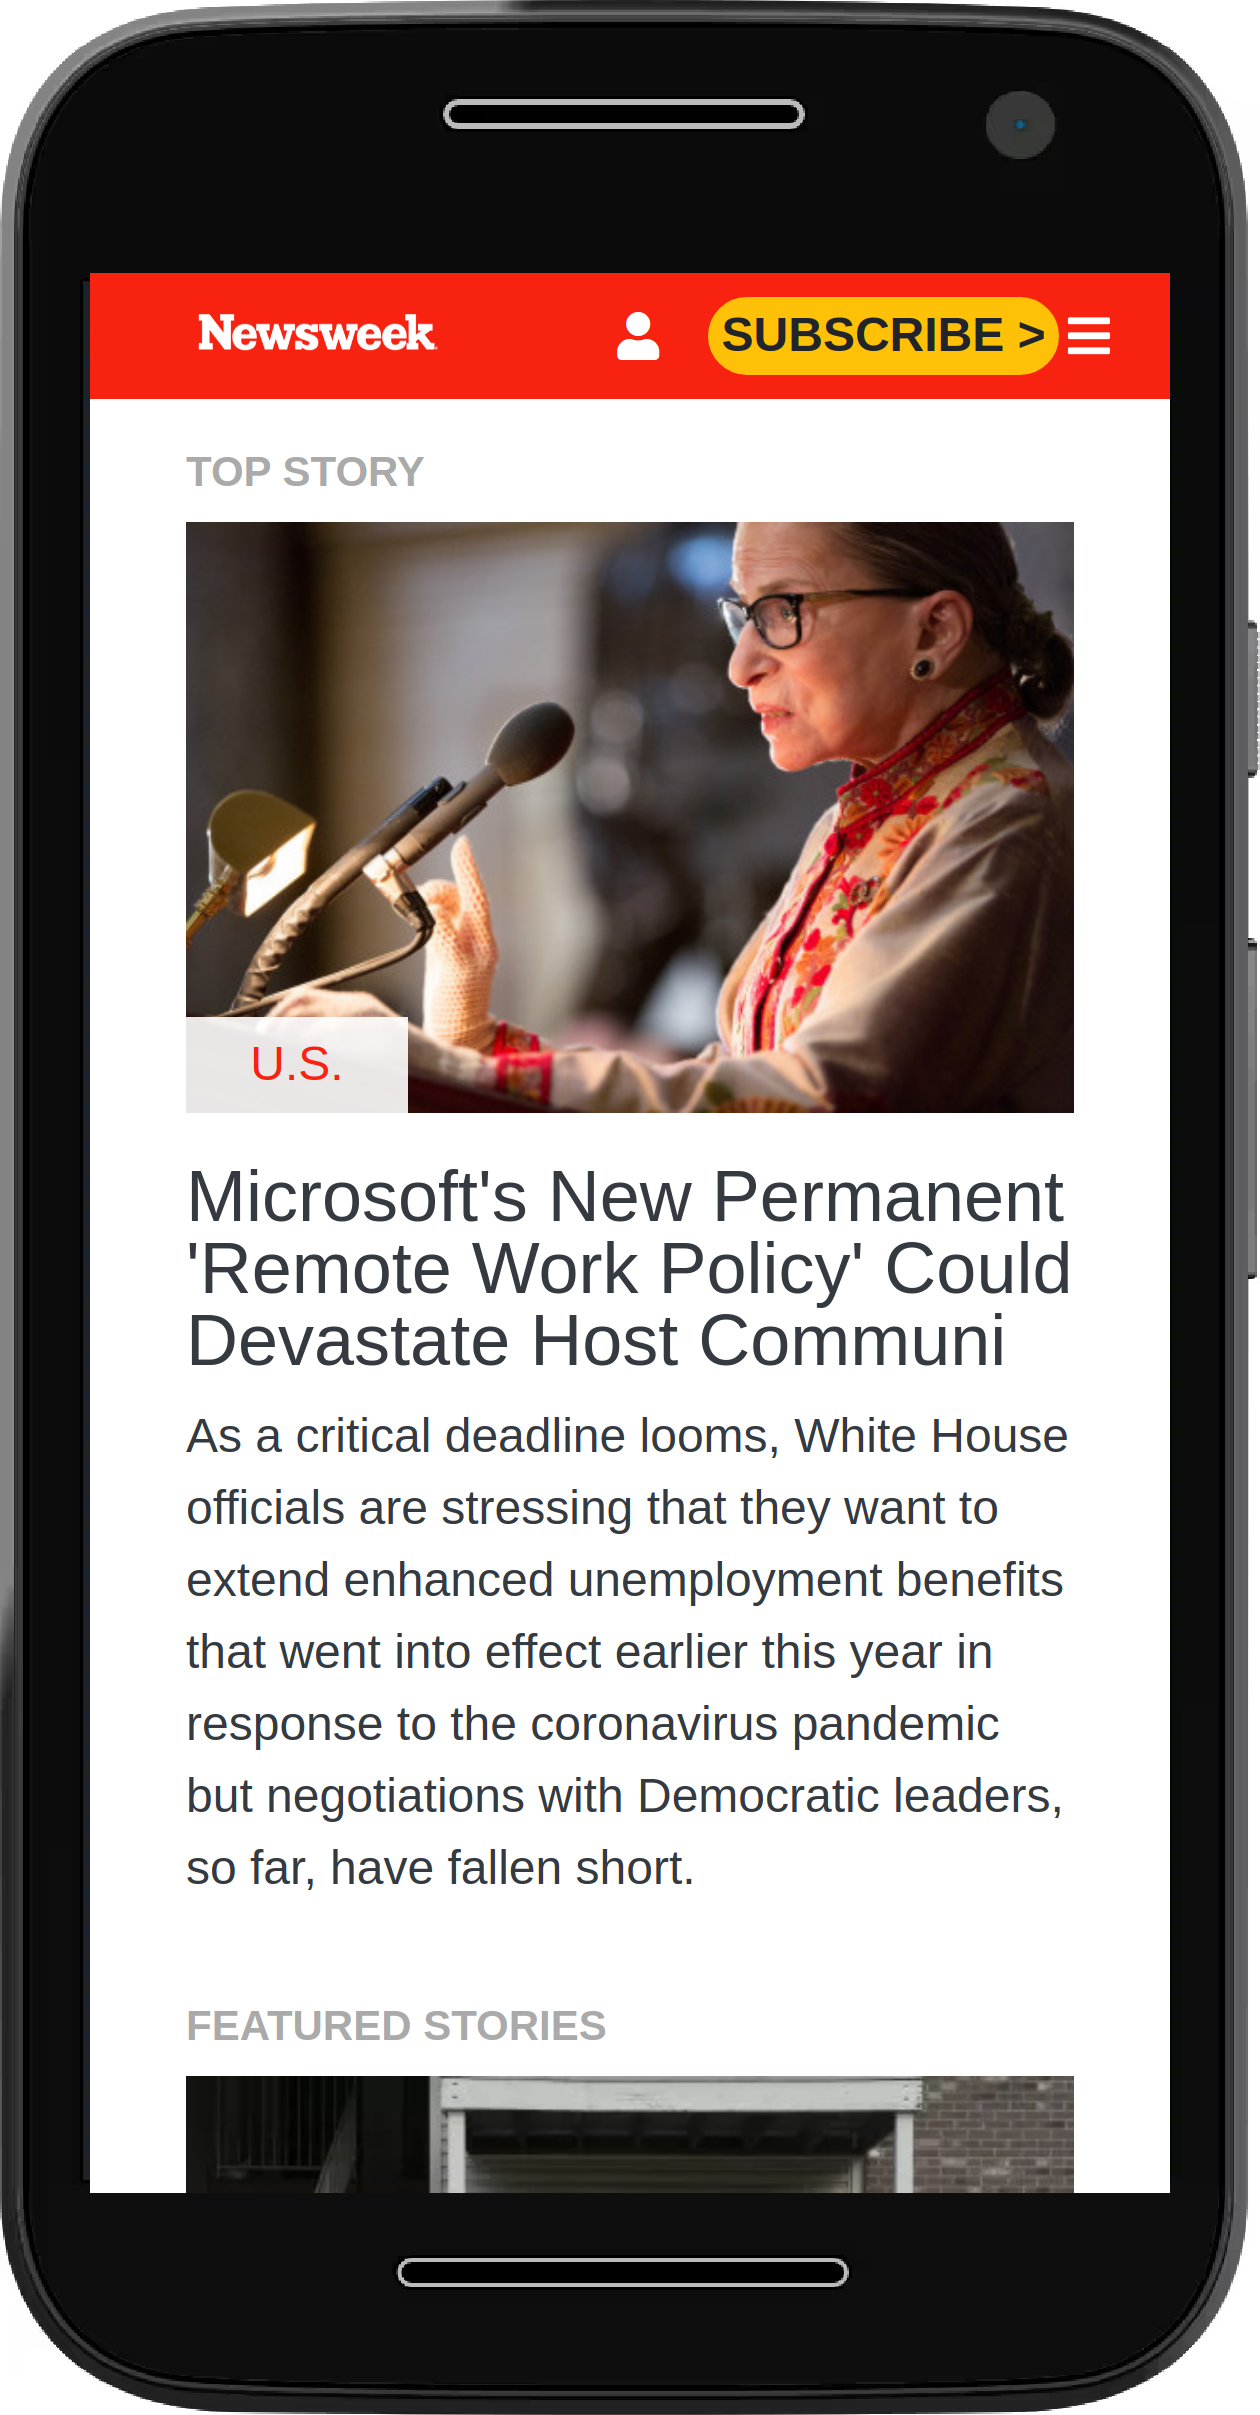 Newsweek
SUBSCRIBE >
TOP STORY
U.S.
Microsoft's New Permanent
'Remote Work Policy' Could
Devastate Host Communi
As a critical deadline looms, White House
officials are stressing that they want to
extend enhanced unemployment benefits
that went into effect earlier this year in
response to the coronavirus pandemic
but negotiations with Democratic leaders,
so far, have fallen short.
FEATURED STORIES